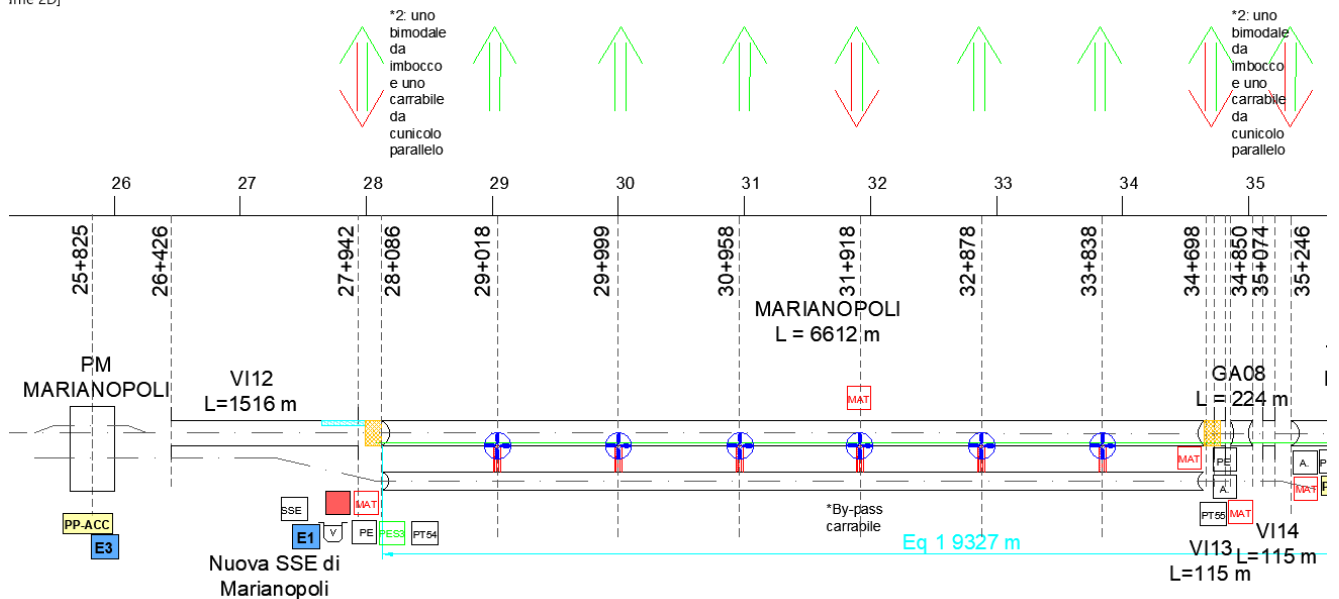 *2: uno
bimodale
da
imbocco
e uno
carrabile
da
cunicolo
parallelo
*2: uno
bimodale
da
imbocco
e uno
carrabile
da
cunicolo
parallelo
26
27
28
29
30
31
32
33
34
35
25+825
26+426
27+942
28+086
29+018
29+999
30+958
31+918
32+878
33+838
34+698
34+850
35+074
35+246
MARIANOPOLI
L = 6612 m
PM
MARIANOPOLI
VI12
L=1516 m
GA08
L = 224 m
MAT
MAT
PE
A.
A.
MAT
SSE
MAT
PP-ACC
E3
E1
V
PE
PES3
PT54
*By-pass
carrabile
PT55
MAT
Nuova SSE di
Marianopoli
Eq 1 9327 m
VI13
L=115 m
VI14
L=115 m